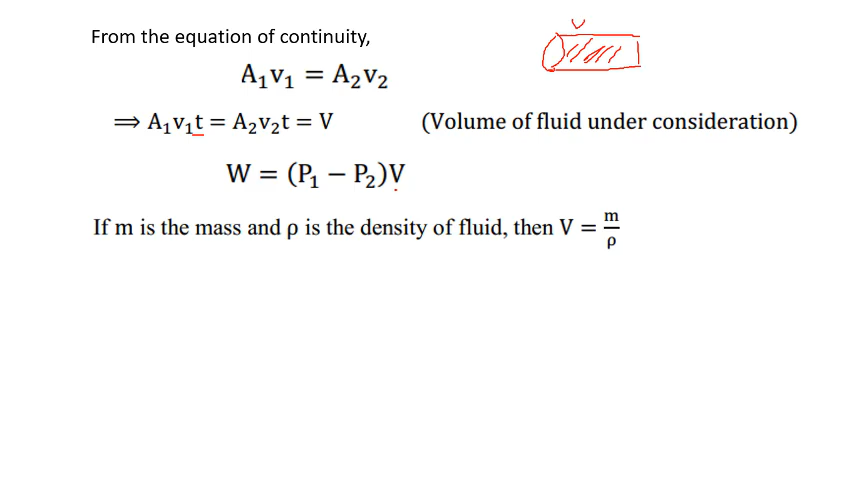 From the equation of continuity,
v
A₁v₁ = A₂v₂
⟹ A₁v₁t = A₂v₂t = V (Volume of fluid under consideration)
W = (P₁ − P₂)V
If m is the mass and ρ is the density of fluid, then V = m/ρ